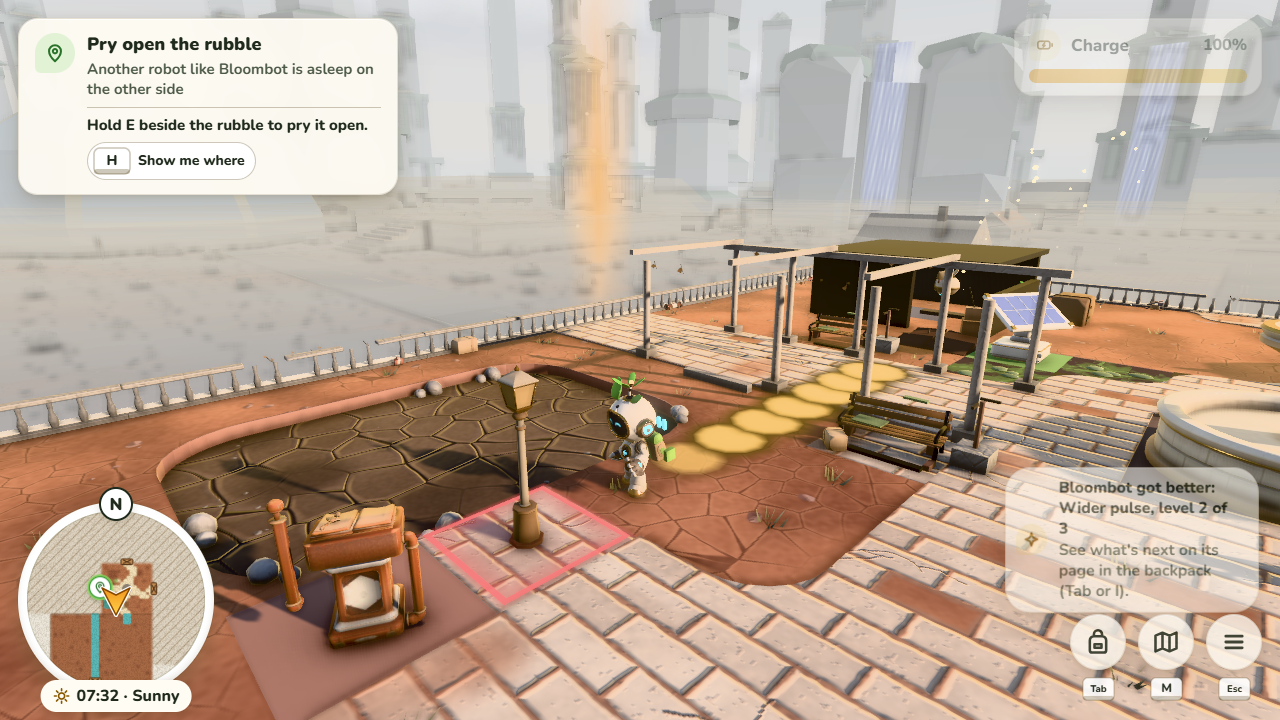 Pry open the rubble
Another robot like Bloombot is asleep on
the other side
Hold E beside the rubble to pry it open.
H Show me where
Charge 100%
N
07:32 · Sunny
Bloombot got better:
Wider pulse, level 2 of
3
See what's next on its
page in the backpack
(Tab or I).
Tab M Esc